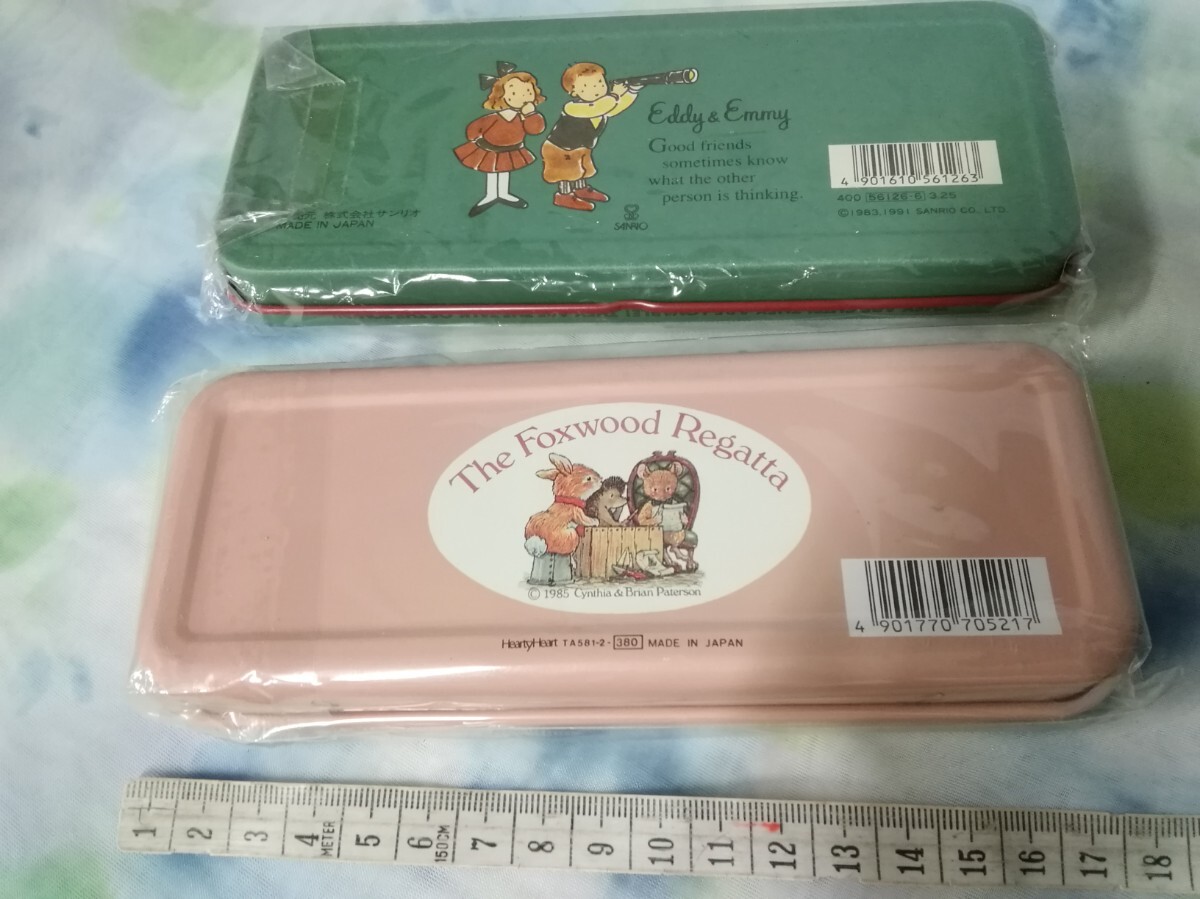 Eddy & Emmy
Good friends
sometimes know
what the other
person is thinking.
4 901610 561263
400 56126-6 3.25
©1983,1991 SANRIO CO., LTD.
株式会社サンリオ
MADE IN JAPAN
SANRIO
The Foxwood Regatta
© 1985 Cynthia & Brian Paterson
HeartyHeart TA581-2-380 MADE IN JAPAN
4 901770 705217
1 2 3 4 5 6 7 8 9 10 11 12 13 14 15 16 17 18
METER
150CM